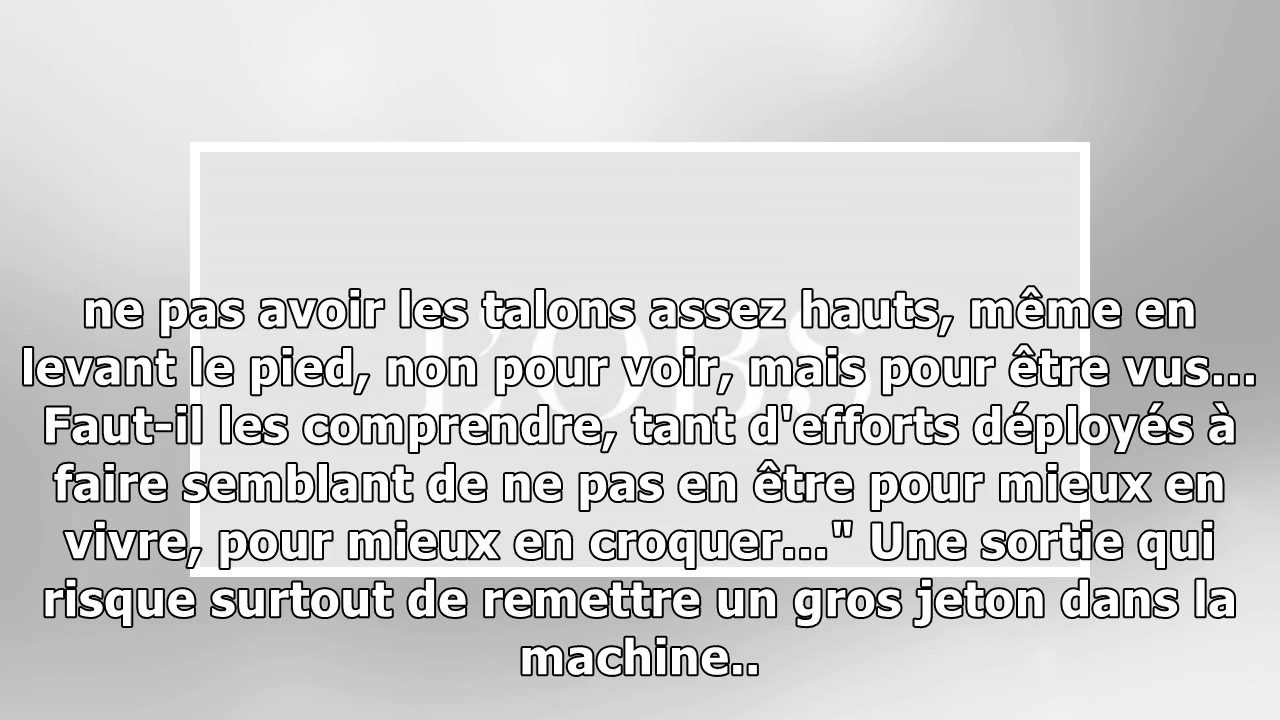 ne pas avoir les talons assez hauts, même en
levant le pied, non pour voir, mais pour être vus...
Faut-il les comprendre, tant d'efforts déployés à
faire semblant de ne pas en être pour mieux en
vivre, pour mieux en croquer..." Une sortie qui
risque surtout de remettre un gros jeton dans la
machine..